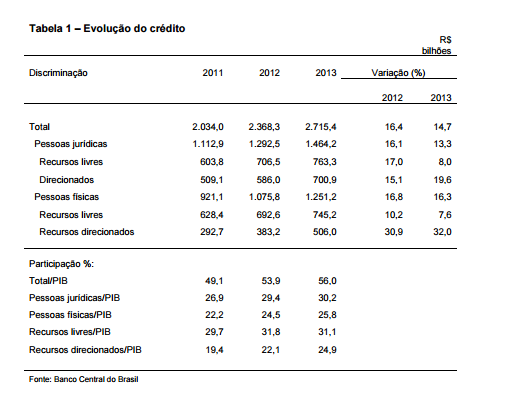 Tabela 1 – Evolução do crédito
R$
bilhões
Discriminação 2011 2012 2013 Variação (%)
2012 2013
Total 2.034,0 2.368,3 2.715,4 16,4 14,7
Pessoas jurídicas 1.112,9 1.292,5 1.464,2 16,1 13,3
Recursos livres 603,8 706,5 763,3 17,0 8,0
Direcionados 509,1 586,0 700,9 15,1 19,6
Pessoas físicas 921,1 1.075,8 1.251,2 16,8 16,3
Recursos livres 628,4 692,6 745,2 10,2 7,6
Recursos direcionados 292,7 383,2 506,0 30,9 32,0
Participação %:
Total/PIB 49,1 53,9 56,0
Pessoas jurídicas/PIB 26,9 29,4 30,2
Pessoas físicas/PIB 22,2 24,5 25,8
Recursos livres/PIB 29,7 31,8 31,1
Recursos direcionados/PIB 19,4 22,1 24,9
Fonte: Banco Central do Brasil